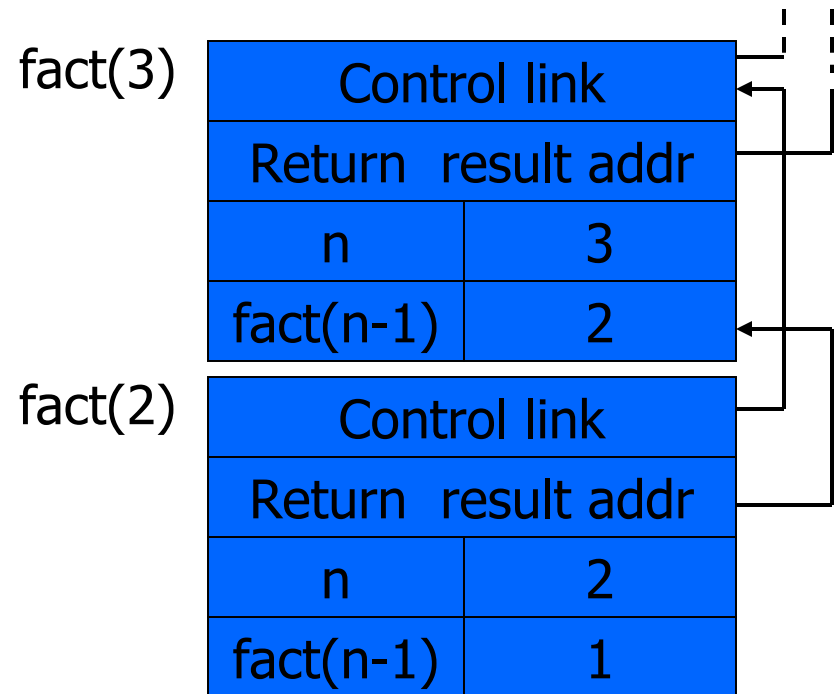 fact(3)
Control link
Return result addr
n 3
fact(n-1) 2
fact(2)
Control link
Return result addr
n 2
fact(n-1) 1